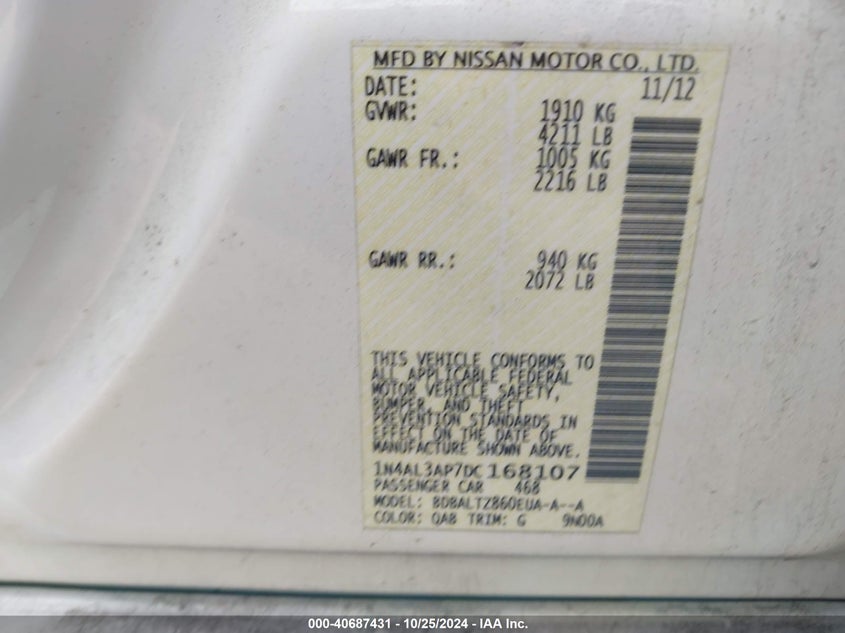 MFD BY NISSAN MOTOR CO., LTD.
DATE: 11/12
GVWR: 1910 KG
4211 LB
GAWR FR.: 1005 KG
2216 LB
GAWR RR.: 940 KG
2072 LB
THIS VEHICLE CONFORMS TO
ALL APPLICABLE FEDERAL
MOTOR VEHICLE SAFETY,
BUMPER, AND THEFT
PREVENTION STANDARDS IN
EFFECT ON THE DATE OF
MANUFACTURE SHOWN ABOVE.
1N4AL3AP7DC168107
PASSENGER CAR 468
MODEL: BDBALTZ860EUA-A--A
COLOR: QAB TRIM: G 9N00A
000-40687431 - 10/25/2024 - IAA Inc.